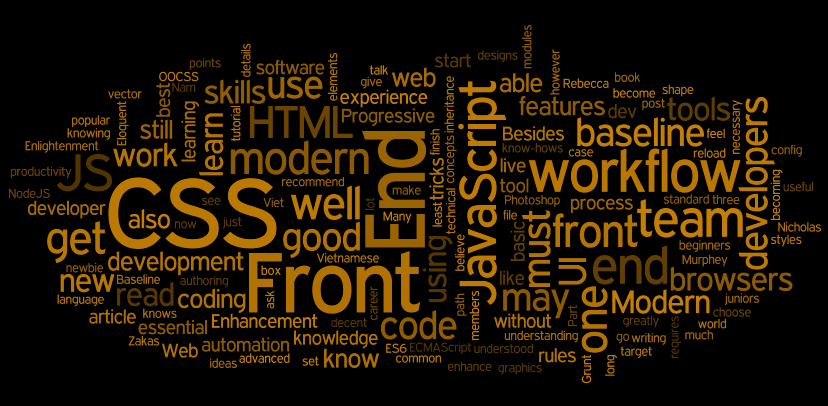 points
modules
designs
however
talk
start
details
elements
software
oocss
Nam
give
web
able
Rebecca
book
shape
become
vector
best
skills
use
experience
features
dev
post
tools
popular
Eloquent
tutorial
HTML
Progressive
inheritance
JavaScript
Besides
baseline
feel
necessary
developers
knowing
still
learning
learn
finish
concepts
know-hows
case
reload
config
Enlightenment
work
modern
End
tricks
live
workflow
productivity
JS
recommend
lot
make
least
technical
tool
process
standard
three
becoming
useful
NodeJS
CSS
see
Viet
well
Many
Photoshop
file
developer
also
now
just
basic
must
front
team
Nicholas
styles
get
good
using
believe
beginners
development
Vietnamese
UI
end
Murphey
newbie
Baseline
authoring
box
Front
like
browsers
new
language
read
coding
ask
career
path
members
may
one
Modern
juniors
choose
article
knows
decent
code
without
Part
greatly
world
essential
Enhancement
knowledge
understanding
go
writing
requires
much
Zakas
Web
automation
know
ES6
ECMAScript
understood
rules
target
ideas
advanced
set
common
enhance
graphics
Grunt
long